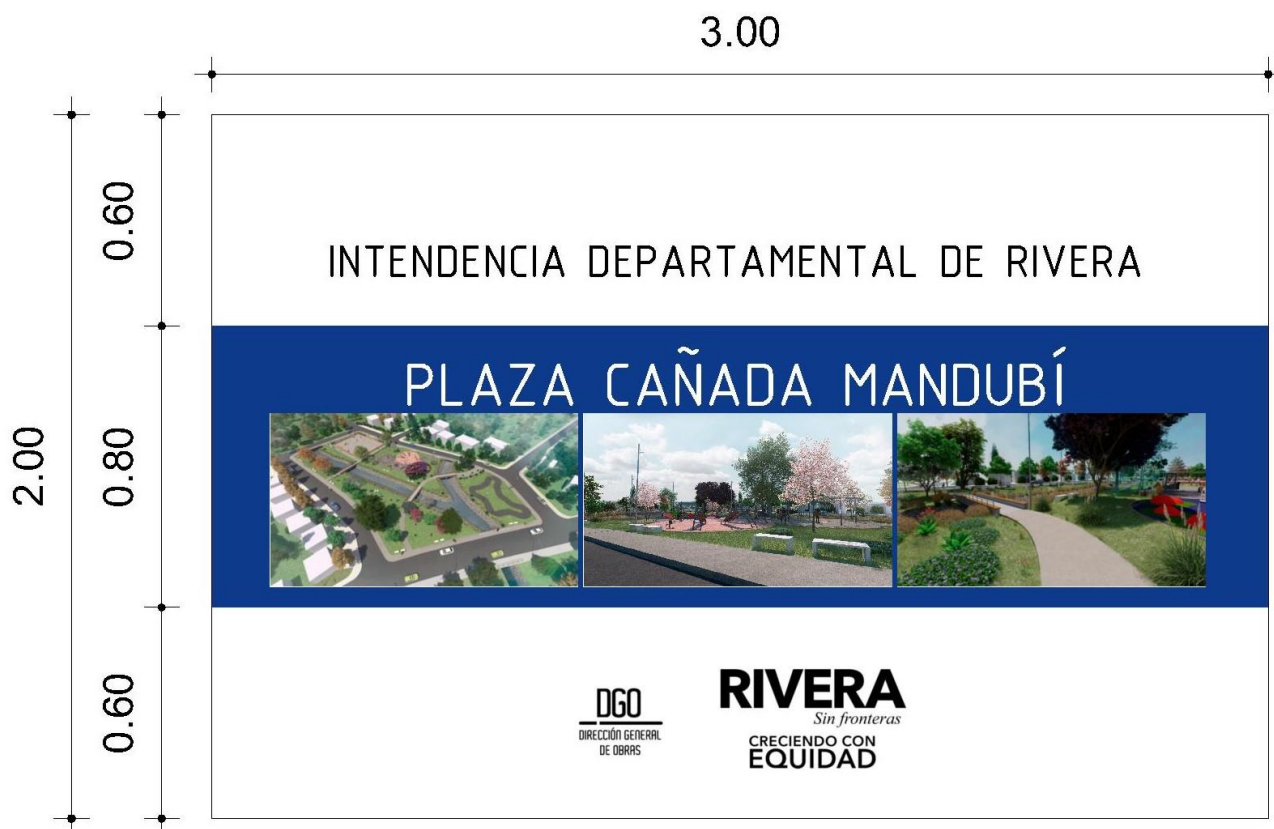 3.00
0.60
INTENDENCIA DEPARTAMENTAL DE RIVERA
PLAZA CAÑADA MANDUBÍ
2.00
0.80
0.60
DGO
DIRECCIÓN GENERAL
DE OBRAS
RIVERA
Sin fronteras
CRECIENDO CON
EQUIDAD